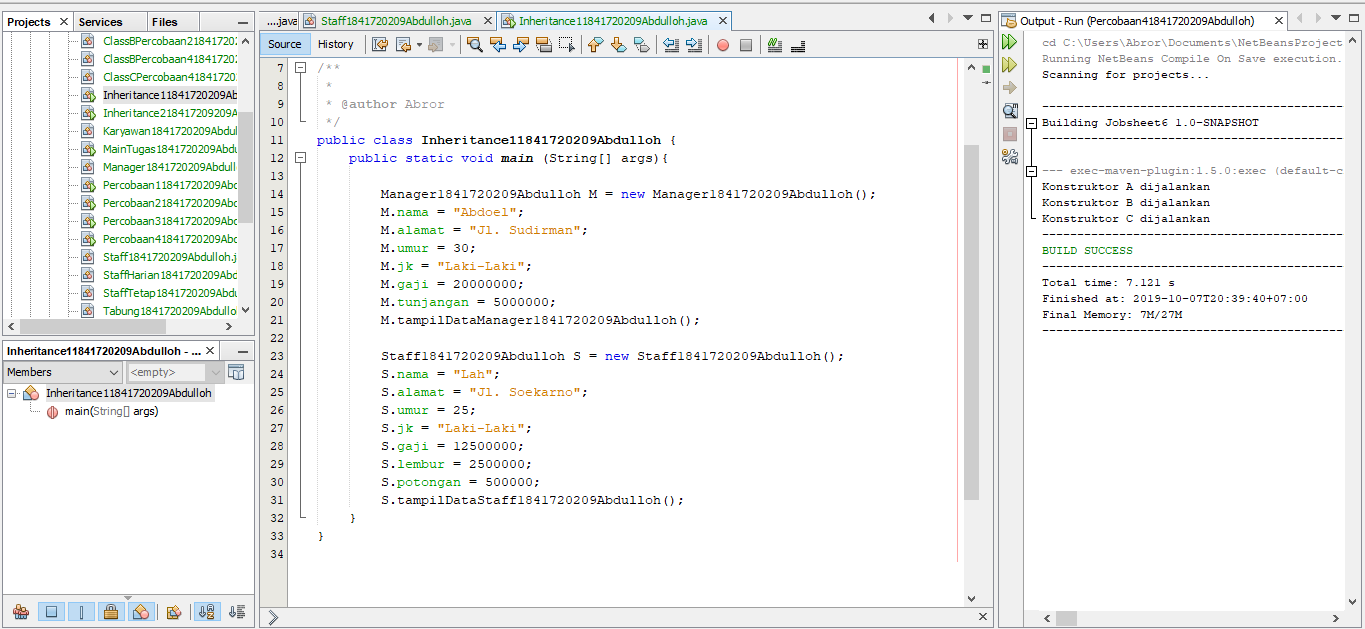 Projects
Services
Files
ClassBPercobaan21841720:
ClassBPercobaan41841720:
ClassCPercobaan41841720:
Inheritance11841720209Ab
Inheritance218417209209A
Karyawan1841720209Abdul
MainTugas1841720209Abdu
Manager1841720209Abdull
Percobaan11841720209Abd
Percobaan21841720209Abd
Percobaan31841720209Abd
Percobaan41841720209Abd
Staff1841720209Abdulloh.j
StaffHarian1841720209Abd
StaffTetap1841720209Abdu
Tabung1841720209Abdullo
Inheritance11841720209Abdulloh - ...
Members
<empty>
Inheritance11841720209Abdulloh
main(String[] args)
....java
Staff1841720209Abdulloh.java
Inheritance11841720209Abdulloh.java
Source
History
7 /**
8 *
9 * @author Abror
10 */
11 public class Inheritance11841720209Abdulloh {
12 public static void main (String[] args){
13
14 Manager1841720209Abdulloh M = new Manager1841720209Abdulloh();
15 M.nama = "Abdoel";
16 M.alamat = "Jl. Sudirman";
17 M.umur = 30;
18 M.jk = "Laki-Laki";
19 M.gaji = 20000000;
20 M.tunjangan = 5000000;
21 M.tampilDataManager1841720209Abdulloh();
22
23 Staff1841720209Abdulloh S = new Staff1841720209Abdulloh();
24 S.nama = "Lah";
25 S.alamat = "Jl. Soekarno";
26 S.umur = 25;
27 S.jk = "Laki-Laki";
28 S.gaji = 12500000;
29 S.lembur = 2500000;
30 S.potongan = 500000;
31 S.tampilDataStaff1841720209Abdulloh();
32 }
33 }
34
Output - Run (Percobaan41841720209Abdulloh)
cd C:\Users\Abror\Documents\NetBeansProject
Running NetBeans Compile On Save execution.
Scanning for projects...
------------------------------------------------------------------------
Building Jobsheet6 1.0-SNAPSHOT
------------------------------------------------------------------------
--- exec-maven-plugin:1.5.0:exec (default-c
Konstruktor A dijalankan
Konstruktor B dijalankan
Konstruktor C dijalankan
------------------------------------------------------------------------
BUILD SUCCESS
------------------------------------------------------------------------
Total time: 7.121 s
Finished at: 2019-10-07T20:39:40+07:00
Final Memory: 7M/27M
------------------------------------------------------------------------